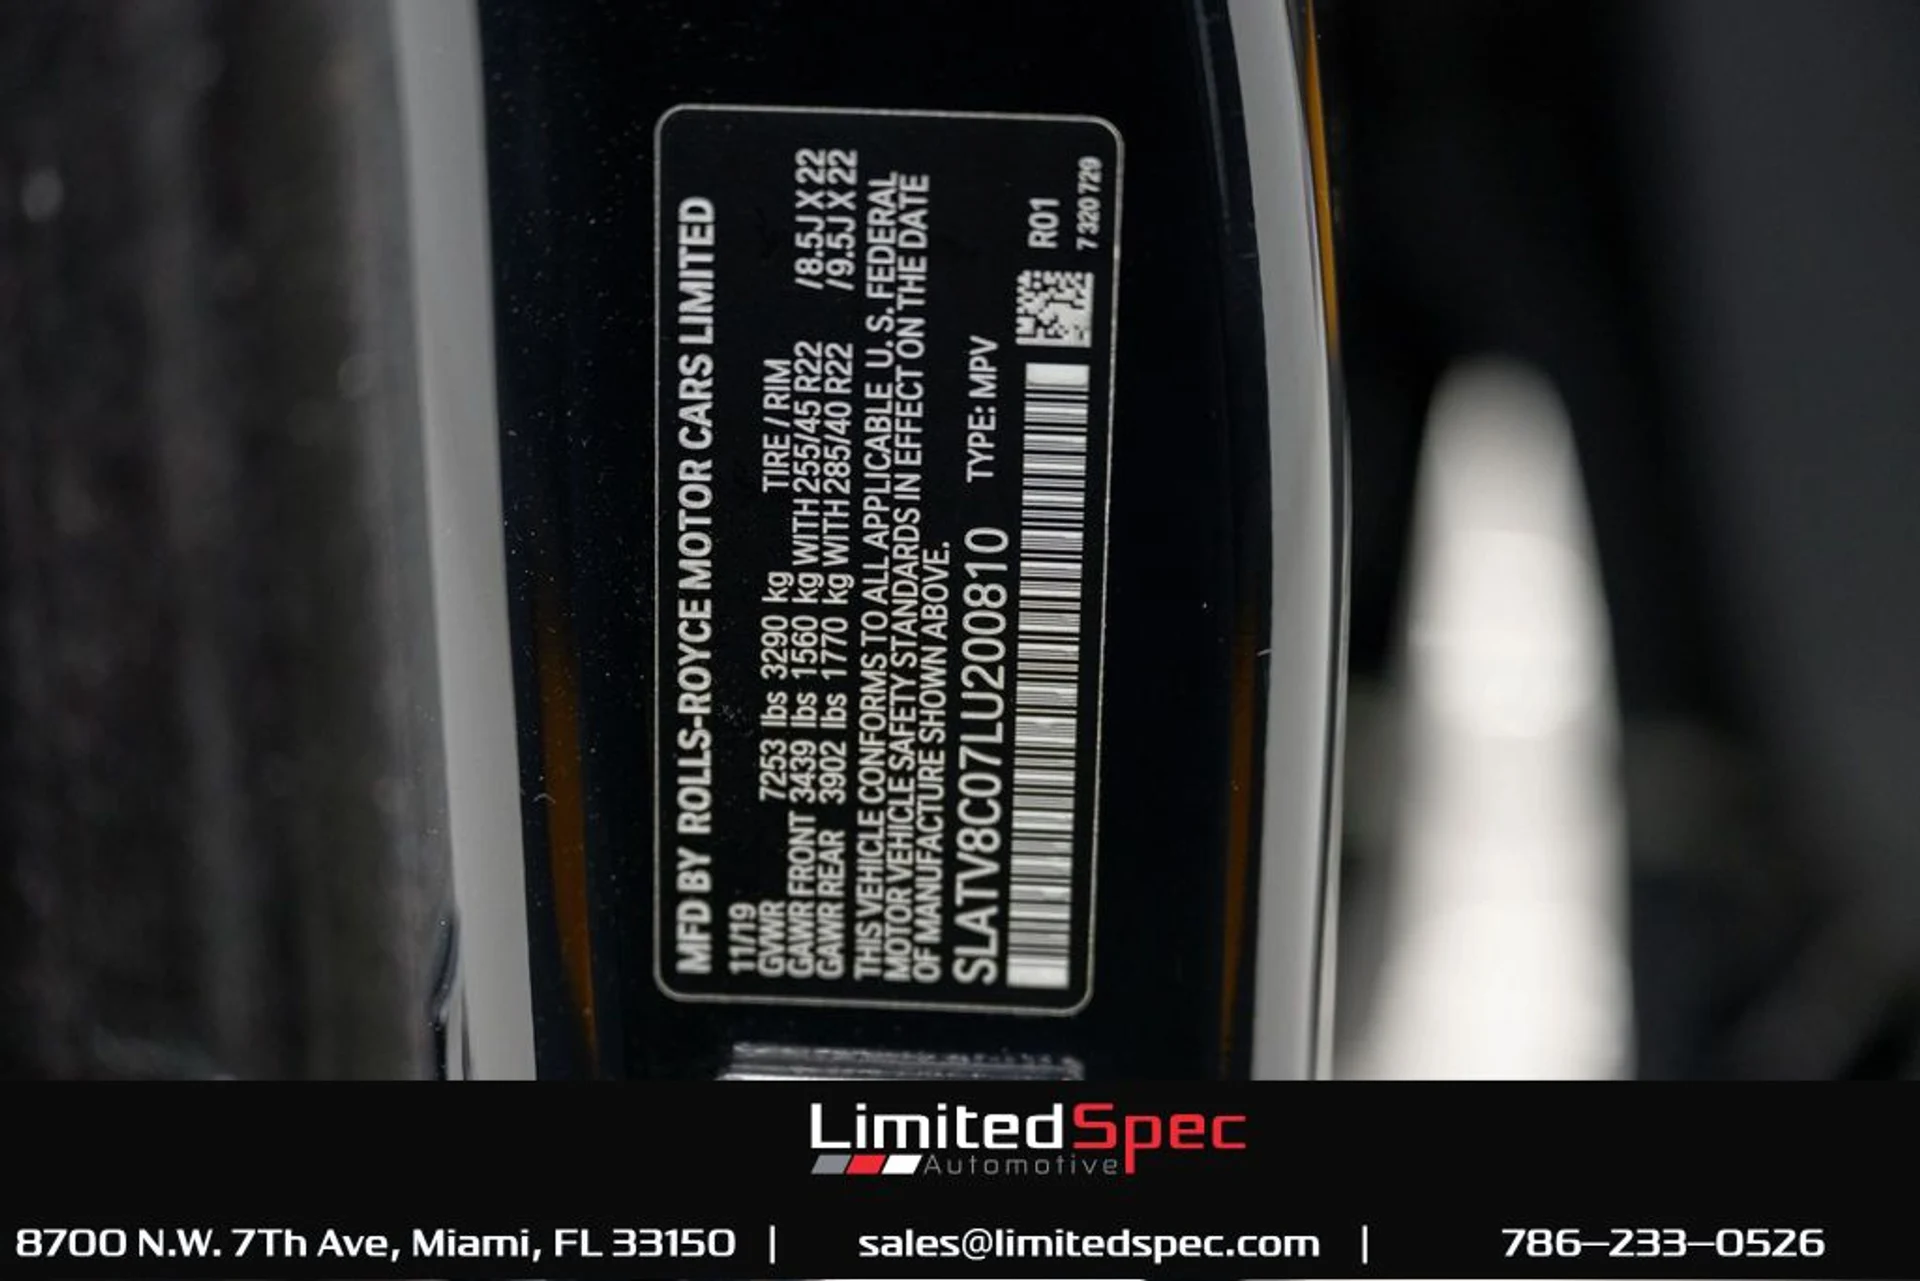 MFD BY ROLLS-ROYCE MOTOR CARS LIMITED
11/19
GVWR 7253 lbs 3290 kg TIRE / RIM
GAWR FRONT 3439 lbs 1560 kg WITH 255/45 R22 / 8.5J X 22
GAWR REAR 3902 lbs 1770 kg WITH 285/40 R22 / 9.5J X 22
THIS VEHICLE CONFORMS TO ALL APPLICABLE U. S. FEDERAL
MOTOR VEHICLE SAFETY STANDARDS IN EFFECT ON THE DATE
OF MANUFACTURE SHOWN ABOVE.
SLATV8C07LU200810 TYPE: MPV
R01
7 320 729
LimitedSpec
Automotive
8700 N.W. 7Th Ave, Miami, FL 33150 | sales@limitedspec.com | 786-233-0526